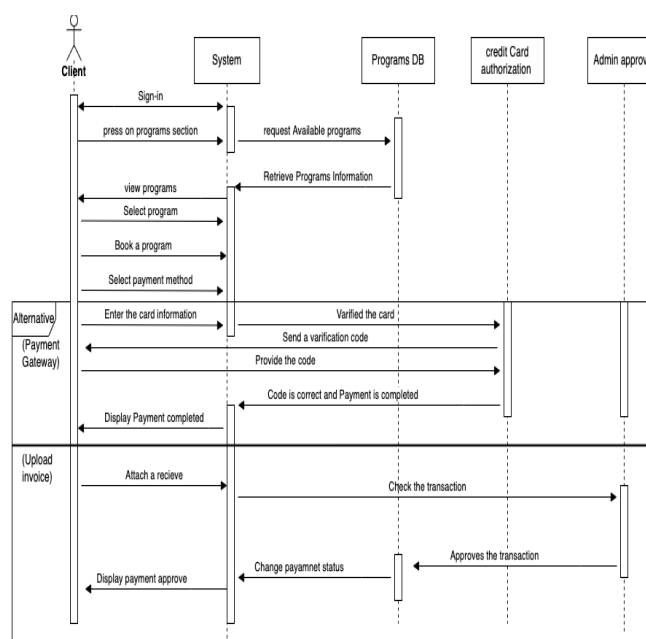 Client
System
Programs DB
credit Card
authorization
Admin approv
Sign-in
press on programs section
request Available programs
Retrieve Programs Information
view programs
Select program
Book a program
Select payment method
Alternative
(Payment
Gateway)
Enter the card information
Varified the card
Send a varification code
Provide the code
Code is correct and Payment is completed
Display Payment completed
(Upload
invoice)
Attach a recieve
Check the transaction
Approves the transaction
Change payamnet status
Display payment approve